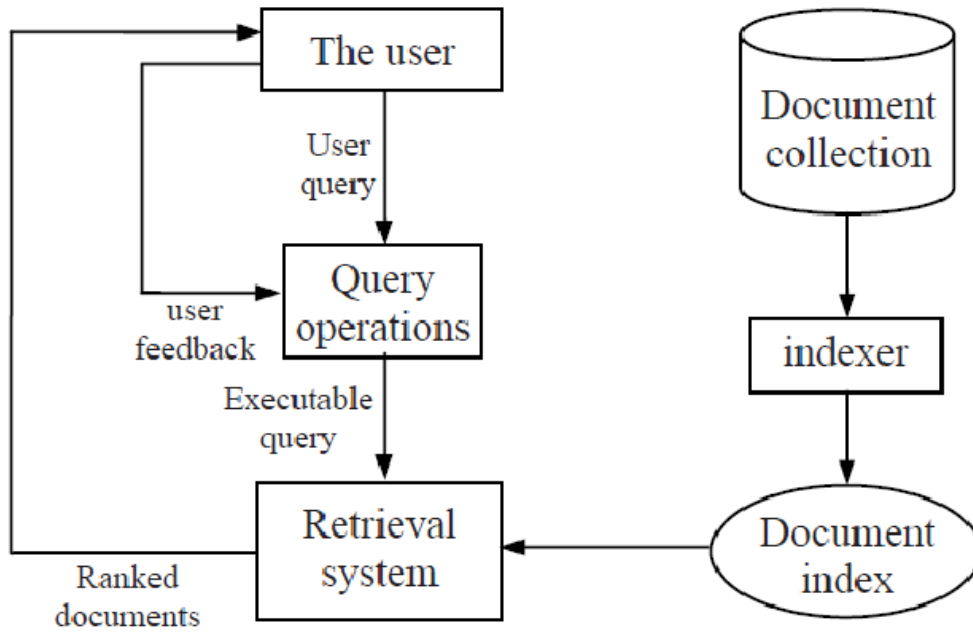 The user
User
query
Query
operations
user
feedback
Executable
query
Retrieval
system
Ranked
documents
Document
collection
indexer
Document
index